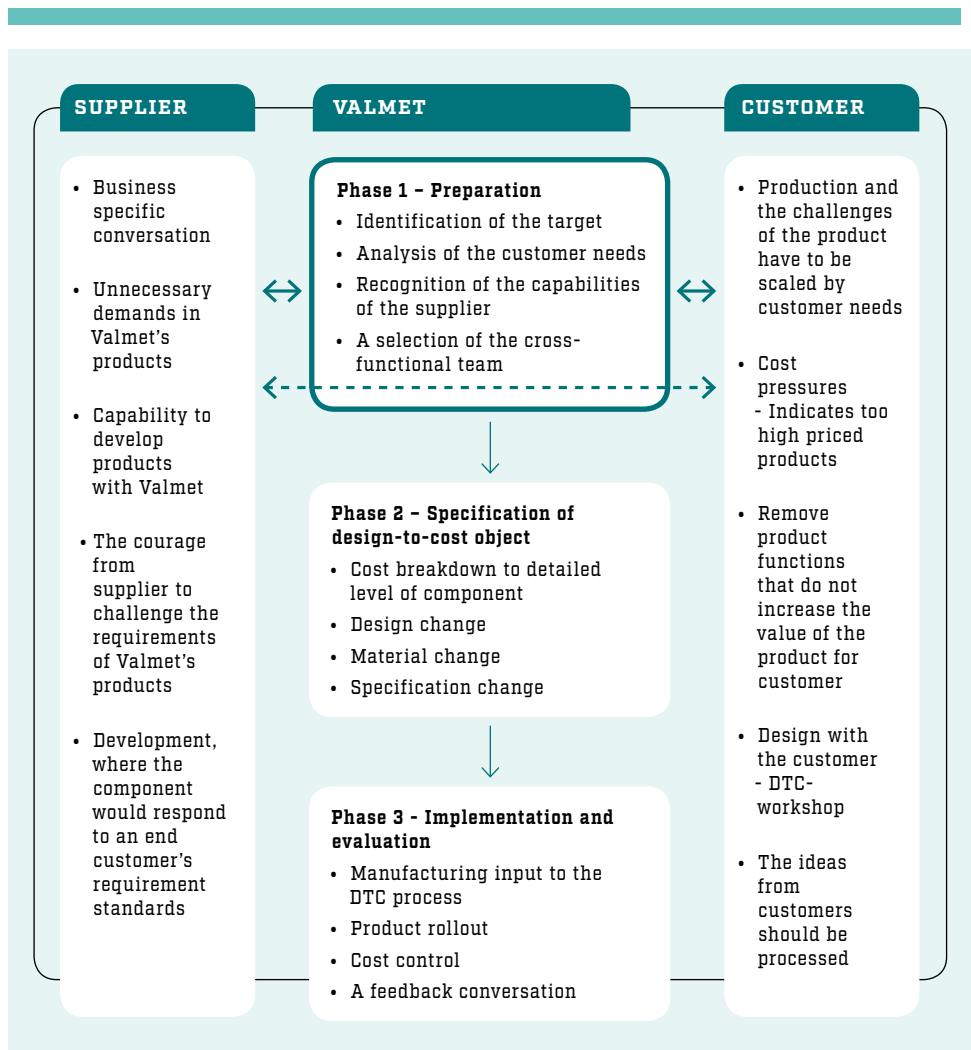 SUPPLIER
• Business
specific
conversation
• Unnecessary
demands in
Valmet's
products
• Capability to
develop
products
with Valmet
• The courage
from
supplier to
challenge the
requirements
of Valmet's
products
• Development,
where the
component
would respond
to an end
customer's
requirement
standards
VALMET
Phase 1 – Preparation
• Identification of the target
• Analysis of the customer needs
• Recognition of the capabilities
of the supplier
• A selection of the cross-
functional team
Phase 2 – Specification of
design-to-cost object
• Cost breakdown to detailed
level of component
• Design change
• Material change
• Specification change
Phase 3 - Implementation and
evaluation
• Manufacturing input to the
DTC process
• Product rollout
• Cost control
• A feedback conversation
CUSTOMER
• Production and
the challenges
of the product
have to be
scaled by
customer needs
• Cost
pressures
- Indicates too
high priced
products
• Remove
product
functions
that do not
increase the
value of the
product for
customer
• Design with
the customer
- DTC-
workshop
• The ideas
from
customers
should be
processed